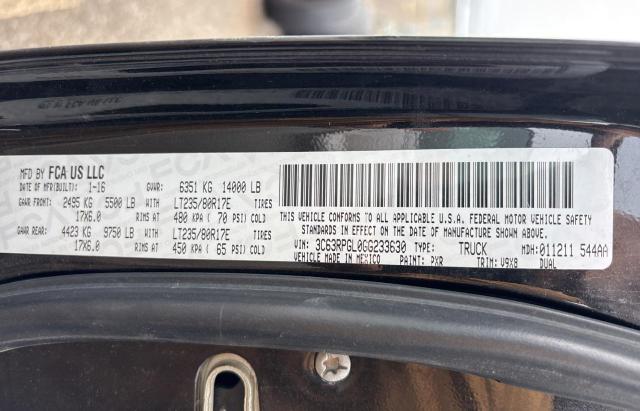 MFD BY FCA US LLC
DATE OF MFR(BUILT): 1-16 GVWR: 6351 KG 14000 LB
GAWR FRONT: 2495 KG 5500 LB TIRES LT235/80R17E
17X6.0 RIMS AT 480 KPA( 70 PSI) COLD
GAWR REAR: 4423 KG 9750 LB TIRES LT235/80R17E
17X6.0 RIMS AT 450 KPA( 65 PSI) COLD DUAL
THIS VEHICLE CONFORMS TO ALL APPLICABLE U.S.A. FEDERAL MOTOR VEHICLE SAFETY
STANDARDS IN EFFECT ON THE DATE OF MANUFACTURE SHOWN ABOVE.
VIN: 3C63RPGL0GG233630 TYPE: TRUCK MDH: 011211 544AA
VEHICLE MADE IN MEXICO PAINT: PXR TRIM: V9X8